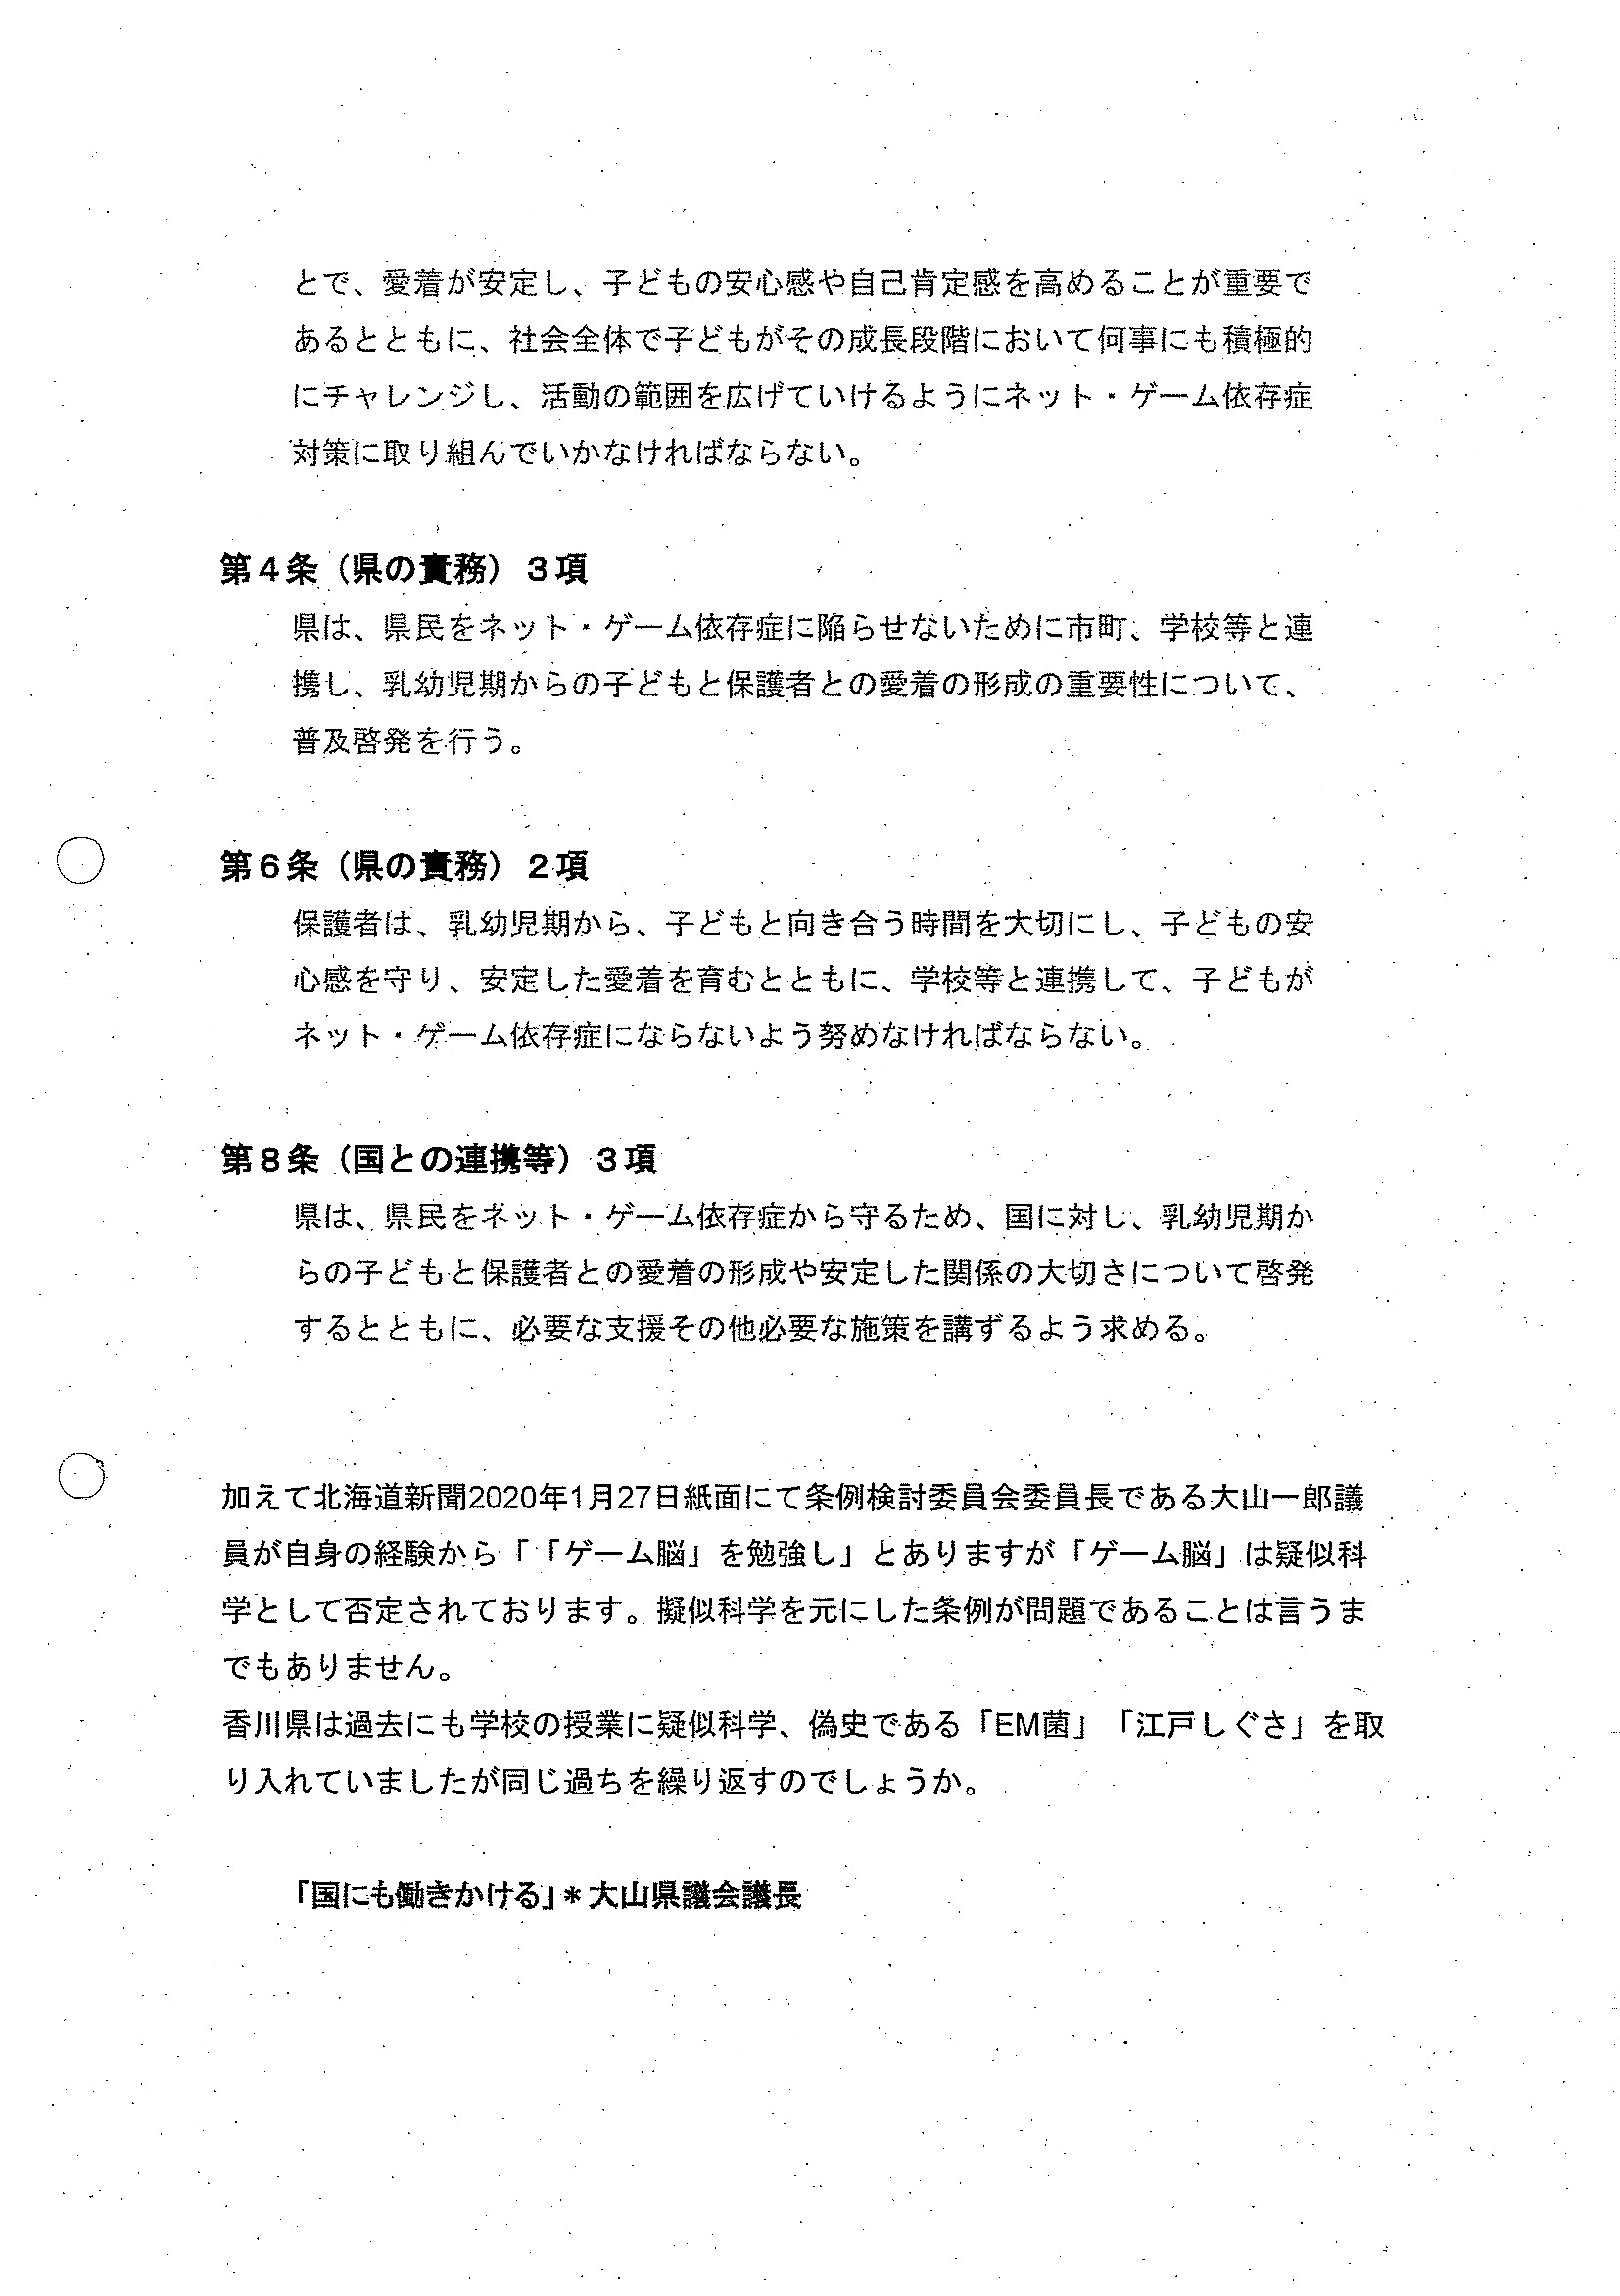 とで、愛着が安定し、子どもの安心感や自己肯定感を高めることが重要で
あるとともに、社会全体で子どもがその成長段階において何事にも積極的
にチャレンジし、活動の範囲を広げていけるようにネット・ゲーム依存症
対策に取り組んでいかなければならない。
第4条（県の責務）3項
県は、県民をネット・ゲーム依存症に陥らせないために市町、学校等と連
携し、乳幼児期からの子どもと保護者との愛着の形成の重要性について、
普及啓発を行う。
第6条（県の責務）2項
保護者は、乳幼児期から、子どもと向き合う時間を大切にし、子どもの安
心感を守り、安定した愛着を育むとともに、学校等と連携して、子どもが
ネット・ゲーム依存症にならないよう努めなければならない。
第8条（国との連携等）3項
県は、県民をネット・ゲーム依存症から守るため、国に対し、乳幼児期か
らの子どもと保護者との愛着の形成や安定した関係の大切さについて啓発
するとともに、必要な支援その他必要な施策を講ずるよう求める。
加えて北海道新聞2020年1月27日紙面にて条例検討委員会委員長である大山一郎議
員が自身の経験から「「ゲーム脳」を勉強し」とありますが「ゲーム脳」は疑似科
学として否定されております。擬似科学を元にした条例が問題であることは言うま
でもありません。
香川県は過去にも学校の授業に疑似科学、偽史である「EM菌」「江戸しぐさ」を取
り入れていましたが同じ過ちを繰り返すのでしょうか。
「国にも働きかける」＊大山県議会議長